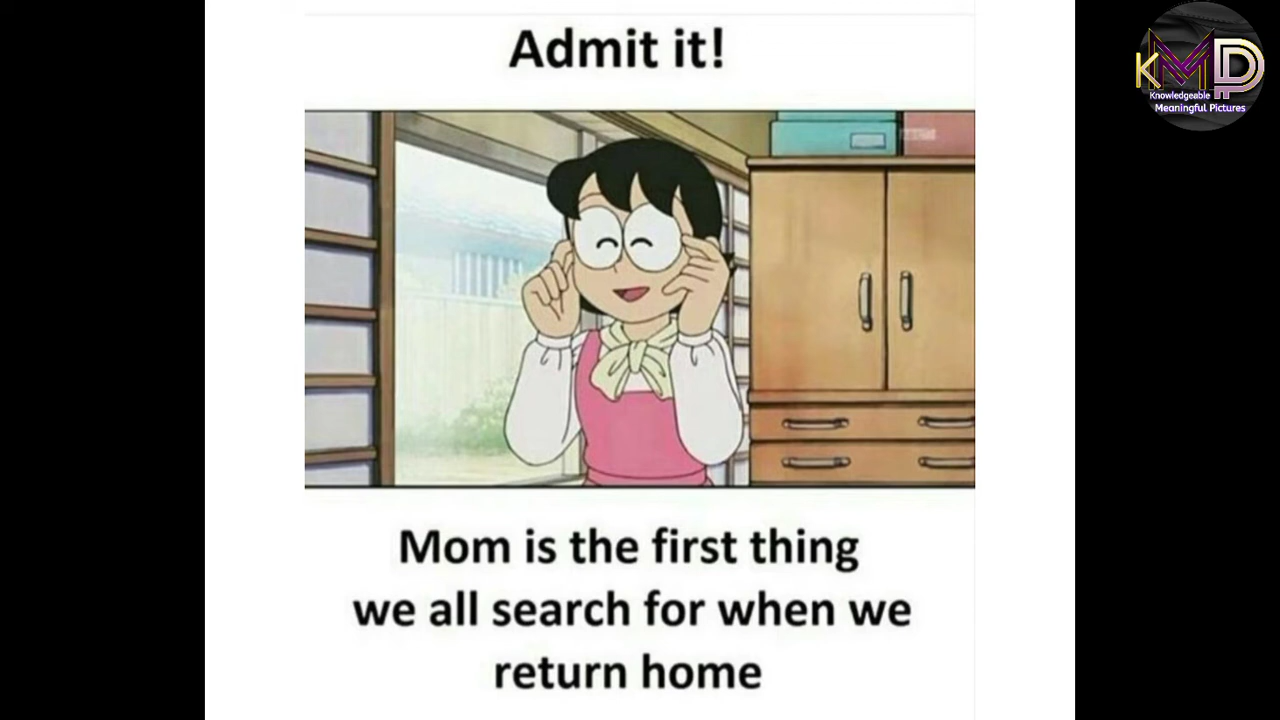 Admit it!
KMP
Knowledgeable
Meaningful Pictures
Mom is the first thing
we all search for when we
return home